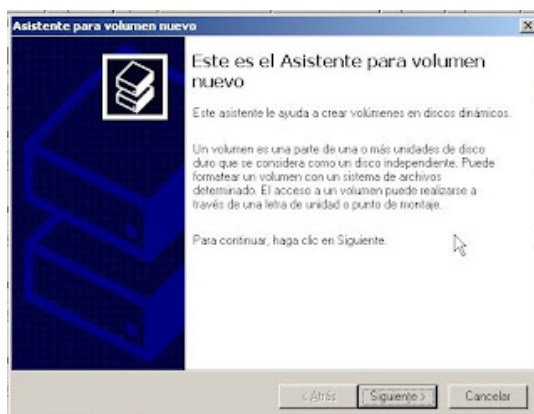 Asistente para volumen nuevo
Este es el Asistente para volumen
nuevo
Este asistente le ayuda a crear volúmenes en discos dinámicos.
Un volumen es una parte de una o más unidades de disco
duro que se considera como un disco independiente. Puede
formatear un volumen con un sistema de archivos
determinado. El acceso a un volumen puede realizarse a
través de una letra de unidad o punto de montaje.
Para continuar, haga clic en Siguiente.
< Atrás Siguiente > Cancelar